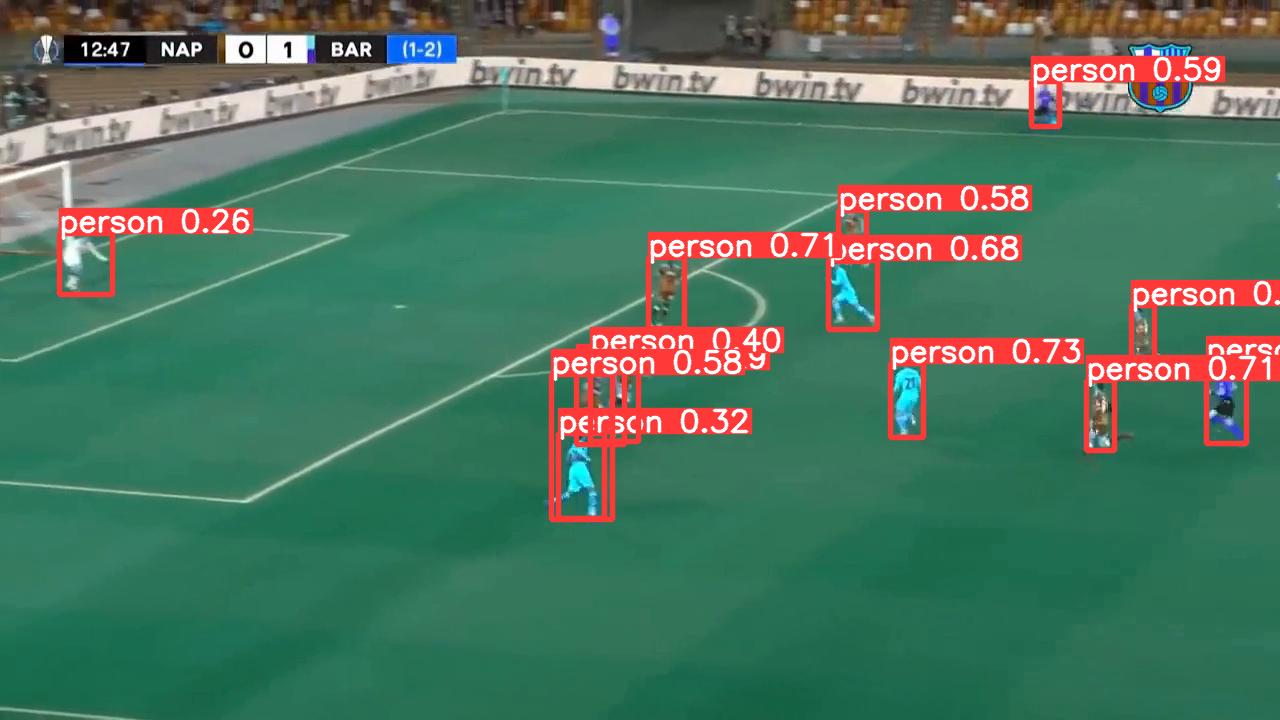 12:47 NAP 0 1 BAR (1-2)
bwin.tv bwin.tv bwin.tv bwin.tv bwin.tv
bwin.tv bwin.tv bwin.tv
person 0.59
person 0.58
person 0.26
person 0.71
person 0.68
person 0.
person 0.40
person 0.73
person 0.58
person 0.71
person 0.32